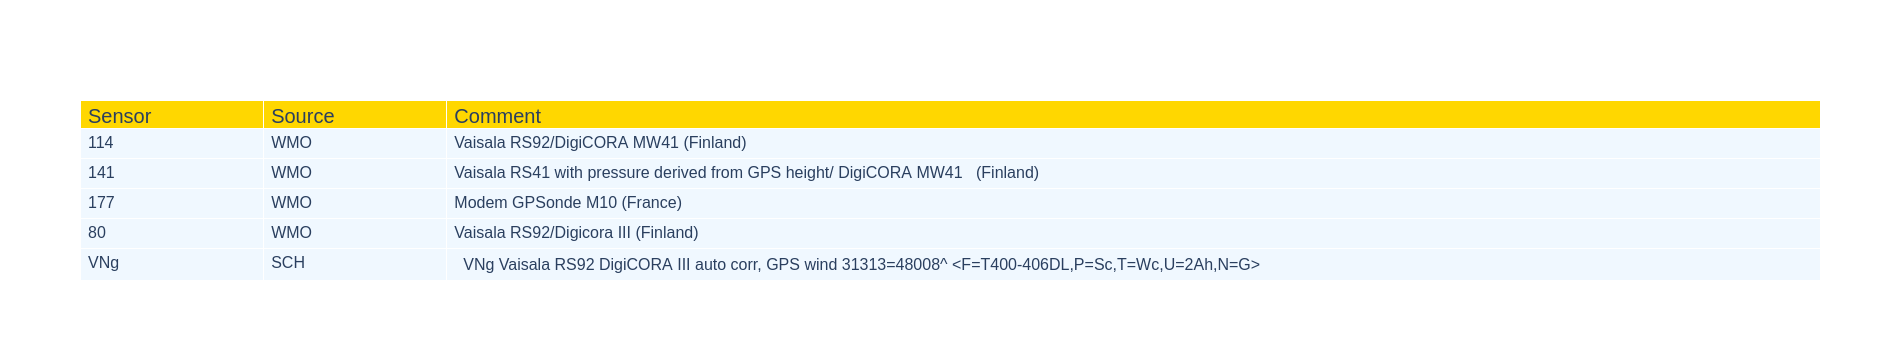 Sensor Source Comment
114 WMO Vaisala RS92/DigiCORA MW41 (Finland)
141 WMO Vaisala RS41 with pressure derived from GPS height/ DigiCORA MW41   (Finland)
177 WMO Modem GPSonde M10 (France)
80 WMO Vaisala RS92/Digicora III (Finland)
VNg SCH VNg Vaisala RS92 DigiCORA III auto corr, GPS wind 31313=48008^ <F=T400-406DL,P=Sc,T=Wc,U=2Ah,N=G>